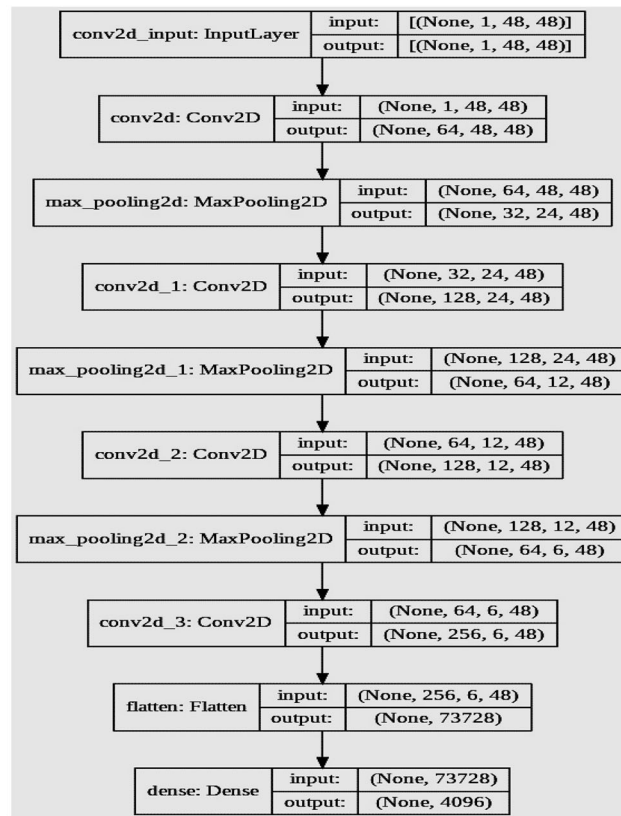 conv2d_input: InputLayer
input: [(None, 1, 48, 48)]
output: [(None, 1, 48, 48)]
conv2d: Conv2D
input: (None, 1, 48, 48)
output: (None, 64, 48, 48)
max_pooling2d: MaxPooling2D
input: (None, 64, 48, 48)
output: (None, 32, 24, 48)
conv2d_1: Conv2D
input: (None, 32, 24, 48)
output: (None, 128, 24, 48)
max_pooling2d_1: MaxPooling2D
input: (None, 128, 24, 48)
output: (None, 64, 12, 48)
conv2d_2: Conv2D
input: (None, 64, 12, 48)
output: (None, 128, 12, 48)
max_pooling2d_2: MaxPooling2D
input: (None, 128, 12, 48)
output: (None, 64, 6, 48)
conv2d_3: Conv2D
input: (None, 64, 6, 48)
output: (None, 256, 6, 48)
flatten: Flatten
input: (None, 256, 6, 48)
output: (None, 73728)
dense: Dense
input: (None, 73728)
output: (None, 4096)